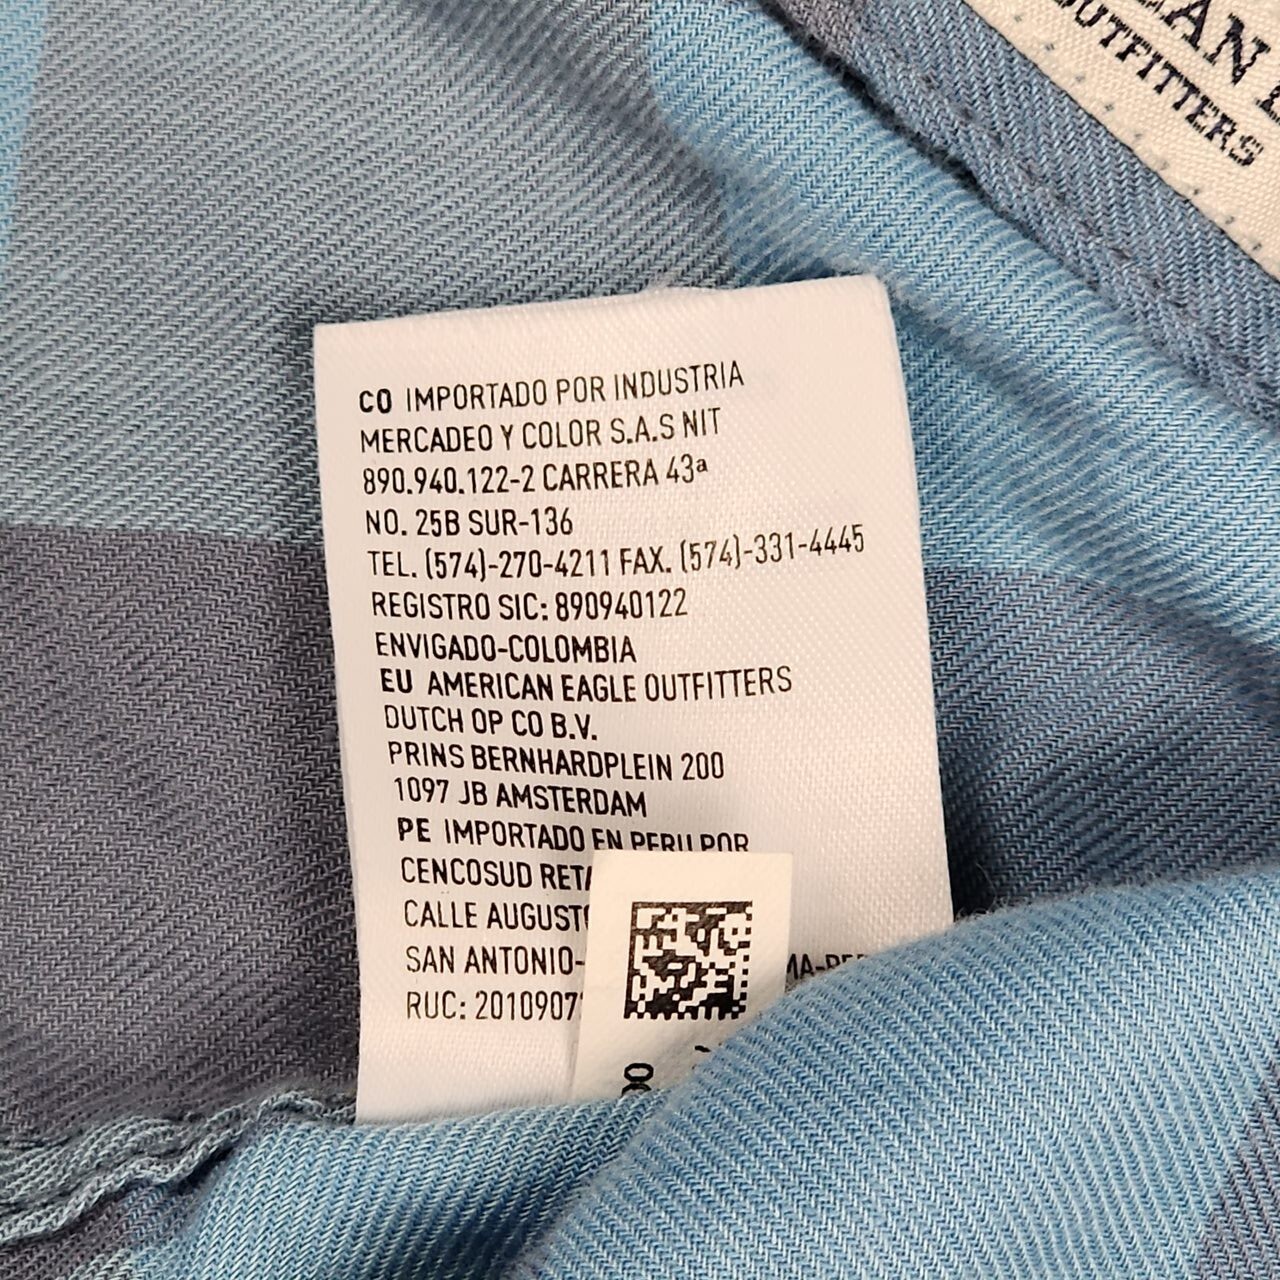 OUTFITTERS
CO IMPORTADO POR INDUSTRIA
MERCADEO Y COLOR S.A.S NIT
890.940.122-2 CARRERA 43ª
NO. 25B SUR-136
TEL. (574)-270-4211 FAX. (574)-331-4445
REGISTRO SIC: 890940122
ENVIGADO-COLOMBIA
EU AMERICAN EAGLE OUTFITTERS
DUTCH OP CO B.V.
PRINS BERNHARDPLEIN 200
1097 JB AMSTERDAM
PE IMPORTADO EN PERU POR
CENCOSUD
CALLE
SAN ANTONIO-
RUC: